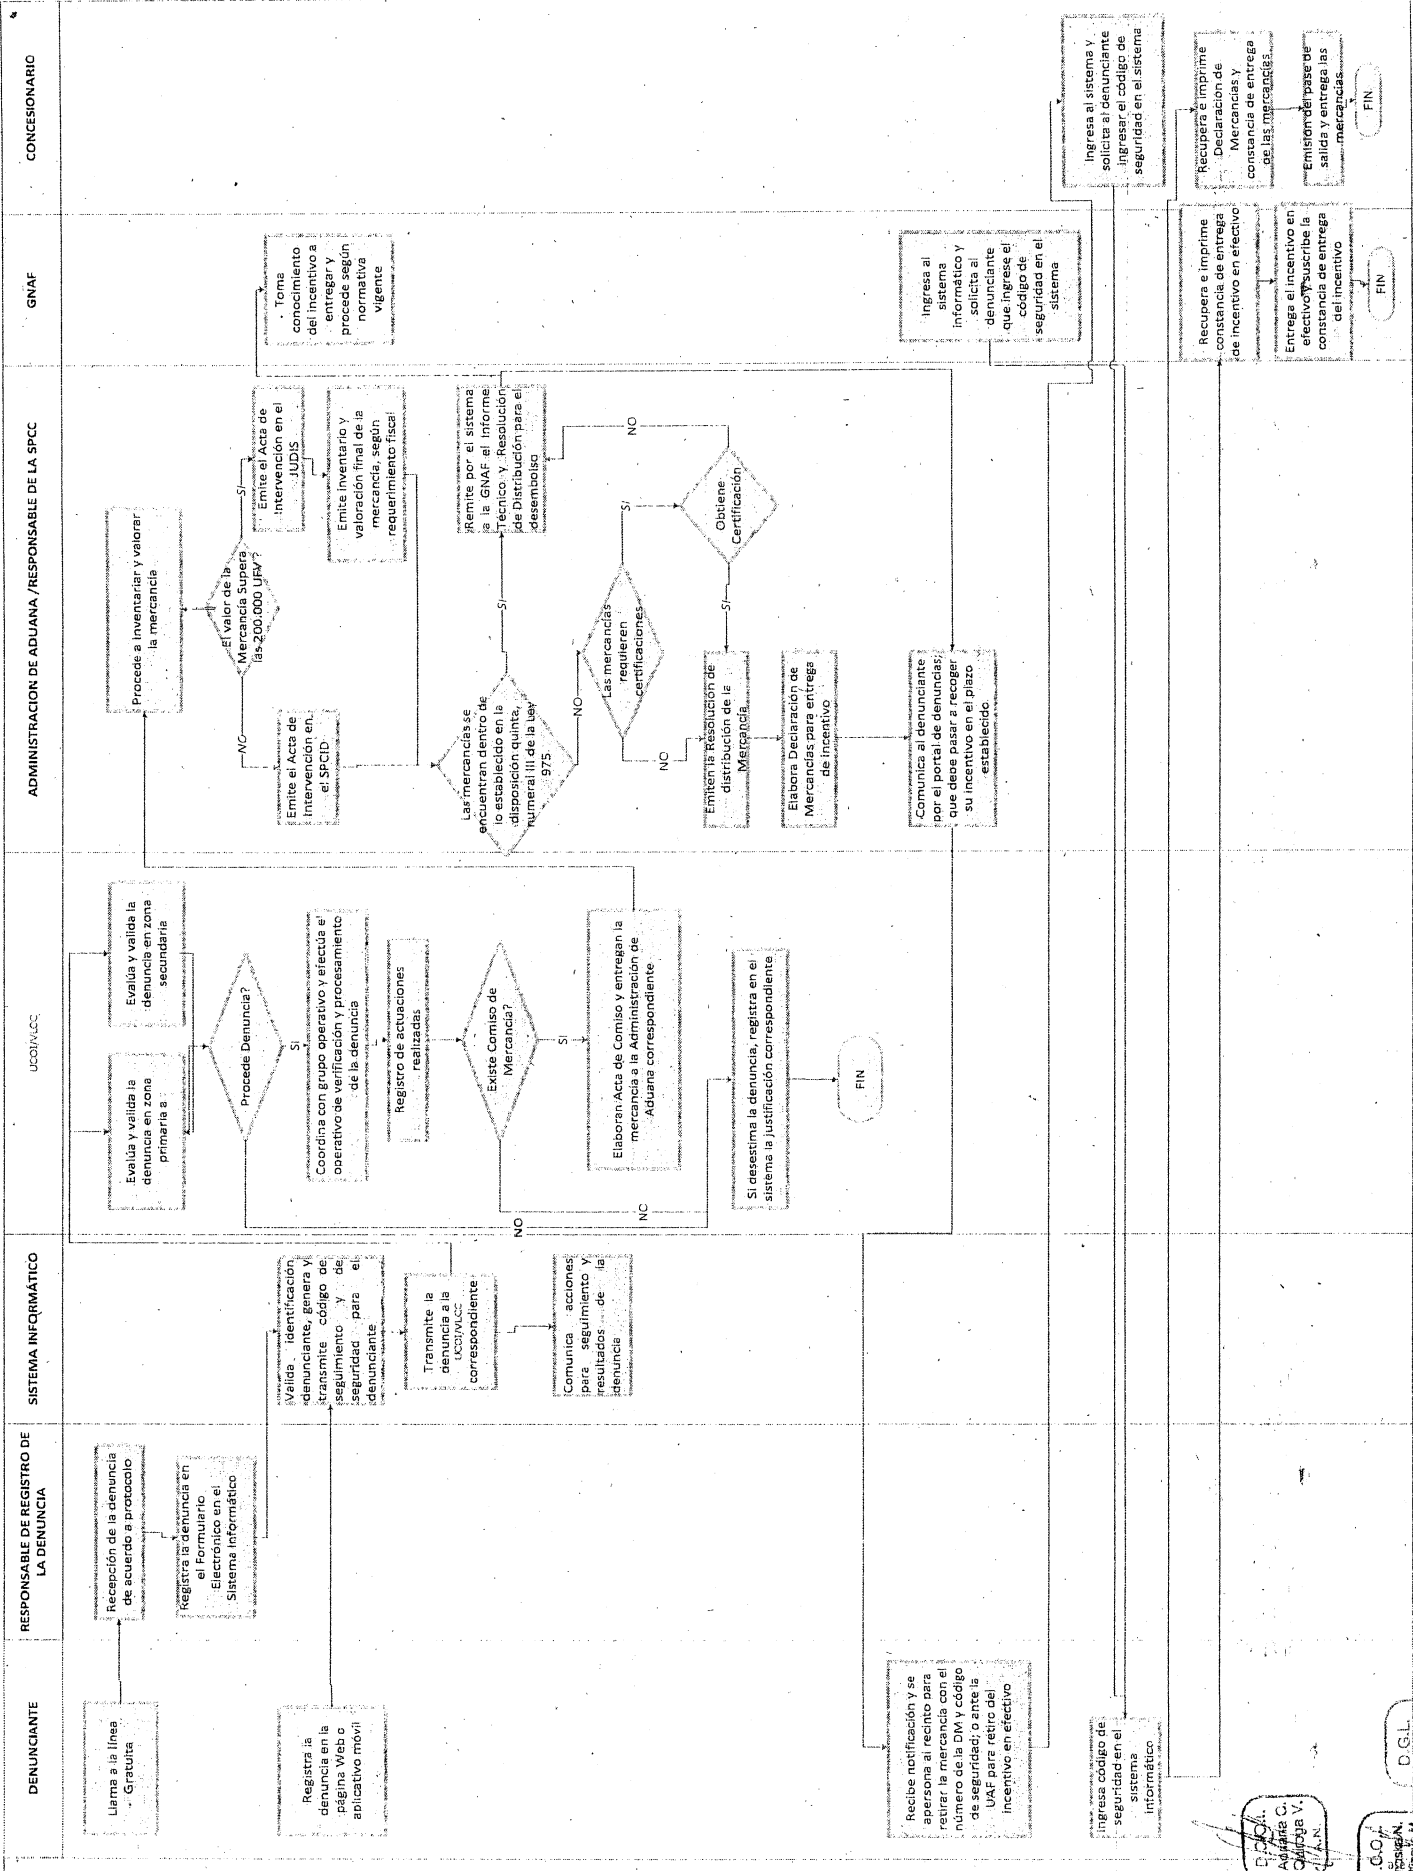 DENUNCIANTE
RESPONSABLE DE REGISTRO DE
LA DENUNCIA
SISTEMA INFORMÁTICO
UCOI/VLCC
ADMINISTRACION DE ADUANA /RESPONSABLE DE LA SPCC
GNAF
CONCESIONARIO
Llama a la línea
Gratuita
Recepción de la denuncia
de acuerdo a protocolo
Registra la denuncia en
el Formulario
Electrónico en el
Sistema Informático
Registra la
denuncia en la
página Web o
aplicativo móvil
Valida identificación
denunciante, genera y
transmite código de
seguimiento y de
seguridad para el
denunciante
Transmite la
denuncia a la
UCOI/VLCC
correspondiente
Comunica acciones
para seguimiento y
resultados de la
denuncia
Evalúa y valida la
denuncia en zona
primaria a
Evalúa y valida la
denuncia en zona
secundaria
Procede Denuncia?
SI
NO
Coordina con grupo operativo y efectúa el
operativo de verificación y procesamiento
de la denuncia
Registro de actuaciones
realizadas
Existe Comiso de
Mercancía?
SI
NO
Elaboran Acta de Comiso y entregan la
mercancía a la Administración de
Aduana correspondiente
Si desestima la denuncia, registra en el
sistema la justificación correspondiente
FIN
Procede a inventariar y valorar
la mercancía
El valor de la
Mercancía Supera
las 200.000 UFV?
NO
SI
Emite el Acta de
Intervención en
el SPCID
Emite el Acta de
Intervención en el
JUDIS
Emite inventario y
valoración final de la
mercancía, según
requerimiento fiscal
Las mercancías se
encuentran dentro de
lo establecido en la
disposición quinta,
numeral III de la Ley
975
SI
NO
Remite por el sistema
a la GNAF el Informe
Técnico y Resolución
de Distribución para el
desembolso
Las mercancías
requieren
certificaciones
SI
NO
Obtiene
Certificación
SI
NO
Emiten la Resolución de
distribución de la
Mercancía
Elabora Declaración de
Mercancías para entrega
de incentivo
Comunica al denunciante
por el portal de denuncias,
que debe pasar a recoger
su incentivo en el plazo
establecido.
Toma
conocimiento
del incentivo a
entregar y
procede según
normativa
vigente
Recibe notificación y se
apersona al recinto para
retirar la mercancía con el
número de la DM y código
de seguridad; o ante la
UAF para retiro del
incentivo en efectivo
Ingresa al
sistema
informático y
solicita al
denunciante
que ingrese el
código de
seguridad en el
sistema
Ingresa al sistema y
solicita al denunciante
ingresar el código de
seguridad en el sistema
Ingresa código de
seguridad en el
sistema
informático
Recupera e imprime
constancia de entrega
de incentivo en efectivo
Entrega el incentivo en
efectivo y suscribe la
constancia de entrega
del incentivo
FIN
Recupera e imprime
Declaración de
Mercancías y
constancia de entrega
de las mercancías
Emisión del pase de
salida y entrega las
mercancías
FIN
Adriana C.
Quiroga V.
A.N.
D.G.L.